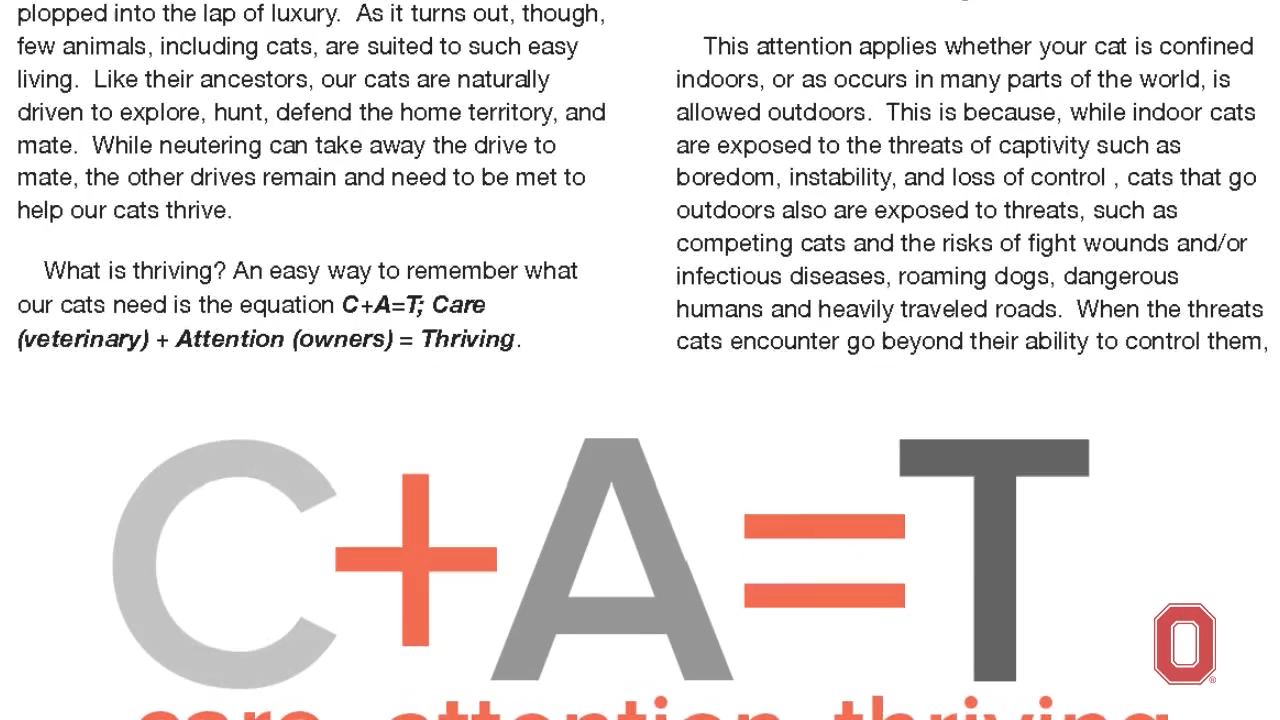 plopped into the lap of luxury.  As it turns out, though,
few animals, including cats, are suited to such easy
living.  Like their ancestors, our cats are naturally
driven to explore, hunt, defend the home territory, and
mate.  While neutering can take away the drive to
mate, the other drives remain and need to be met to
help our cats thrive.
What is thriving? An easy way to remember what
our cats need is the equation C+A=T; Care
(veterinary) + Attention (owners) = Thriving.
This attention applies whether your cat is confined
indoors, or as occurs in many parts of the world, is
allowed outdoors.  This is because, while indoor cats
are exposed to the threats of captivity such as
boredom, instability, and loss of control , cats that go
outdoors also are exposed to threats, such as
competing cats and the risks of fight wounds and/or
infectious diseases, roaming dogs, dangerous
humans and heavily traveled roads.  When the threats
cats encounter go beyond their ability to control them,
C+A=T
O
care attention thriving